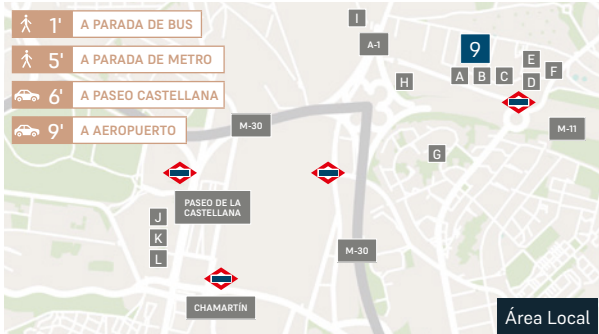 1' A PARADA DE BUS
5' A PARADA DE METRO
6' A PASEO CASTELLANA
9' A AEROPUERTO
I
A-1
9
H
A B C
E
D
F
M-30
M-11
G
PASEO DE LA
CASTELLANA
J
K
L
M-30
CHAMARTÍN
Área Local